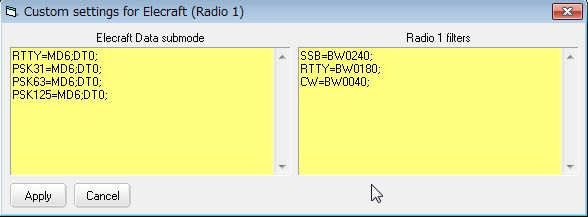 Custom settings for Elecraft (Radio 1)
Elecraft Data submode
RTTY=MD6;DT0;
PSK31=MD6;DT0;
PSK63=MD6;DT0;
PSK125=MD6;DT0;
Radio 1 filters
SSB=BW0240;
RTTY=BW0180;
CW=BW0040;
Apply
Cancel